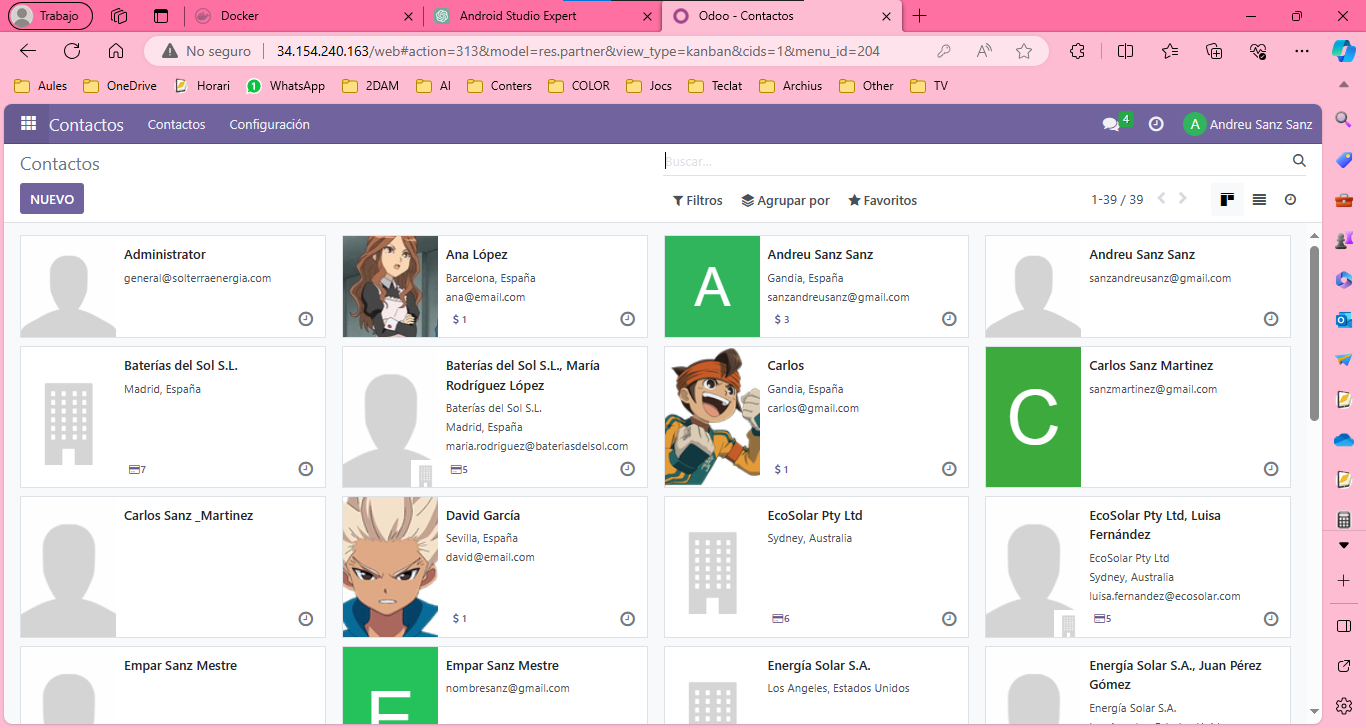 Trabajo
Docker
Android Studio Expert
Odoo - Contactos
No seguro
34.154.240.163/web#action=313&model=res.partner&view_type=kanban&cids=1&menu_id=204
Aules
OneDrive
Horari
1
WhatsApp
2DAM
AI
Conters
COLOR
Jocs
Teclat
Archius
Other
TV
Contactos
Contactos
Configuración
4
A
Andreu Sanz Sanz
Contactos
Buscar...
NUEVO
Filtros
Agrupar por
Favoritos
1-39 / 39
Administrator
general@solterraenergia.com
Ana López
Barcelona, España
ana@email.com
$ 1
A
Andreu Sanz Sanz
Gandia, España
sanzandreusanz@gmail.com
$ 3
Andreu Sanz Sanz
sanzandreusanz@gmail.com
Baterías del Sol S.L.
Madrid, España
7
Baterías del Sol S.L., María
Rodríguez López
Baterías del Sol S.L.
Madrid, España
maria.rodriguez@bateriasdelsol.com
5
Carlos
Gandia, España
carlos@gmail.com
$ 1
C
Carlos Sanz Martinez
sanzmartinez@gmail.com
Carlos Sanz _Martinez
David García
Sevilla, España
david@email.com
$ 1
EcoSolar Pty Ltd
Sydney, Australia
6
EcoSolar Pty Ltd, Luisa
Fernández
EcoSolar Pty Ltd
Sydney, Australia
luisa.fernandez@ecosolar.com
5
Empar Sanz Mestre
E
Empar Sanz Mestre
nombresanz@gmail.com
Energía Solar S.A.
Los Angeles, Estados Unidos
Energía Solar S.A., Juan Pérez
Gómez
Energía Solar S.A.